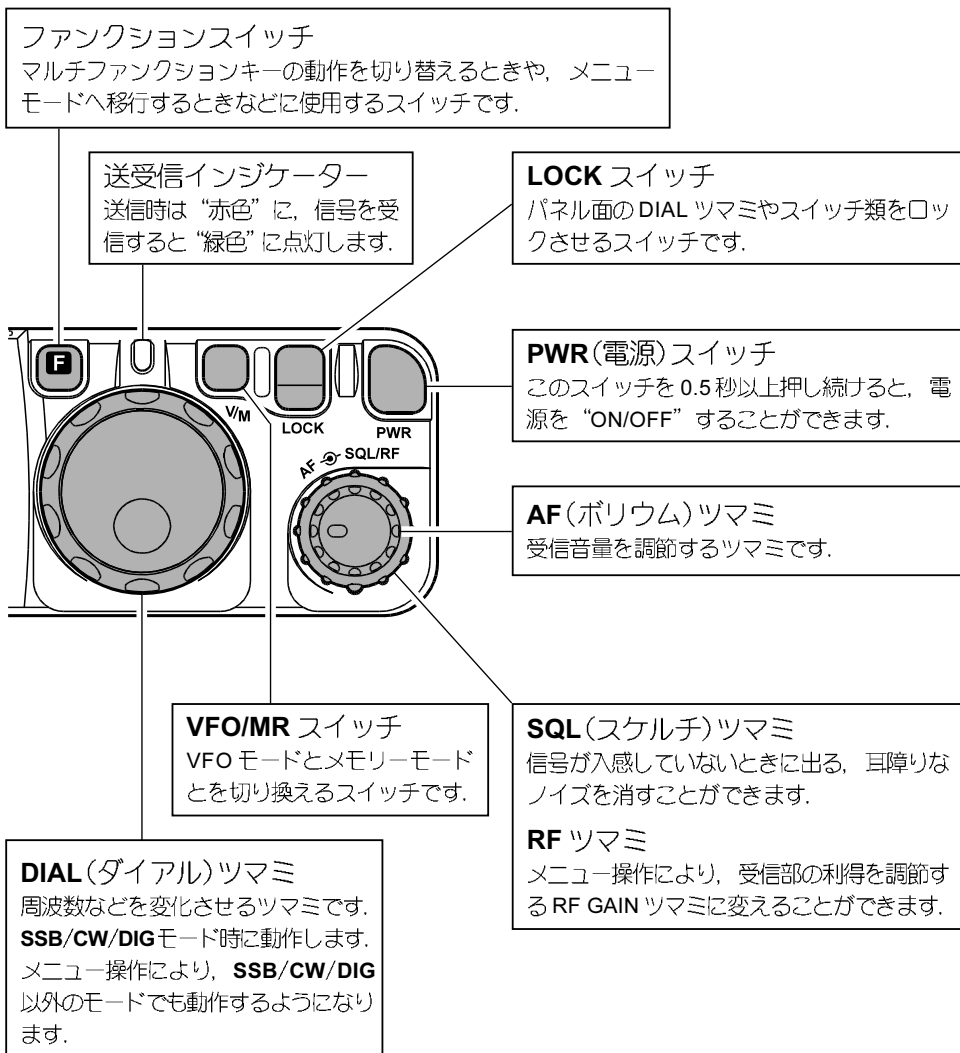 ファンクションスイッチ
マルチファンクションキーの動作を切り替えるときや，メニュー
モードへ移行するときなどに使用するスイッチです．
送受信インジケーター
送信時は“赤色”に，信号を受
信すると“緑色”に点灯します．
LOCK スイッチ
パネル面の DIAL ツマミやスイッチ類をロッ
クさせるスイッチです．
F
V/M
LOCK
PWR
AF
SQL/RF
PWR（電源）スイッチ
このスイッチを 0.5 秒以上押し続けると，電
源を“ON/OFF”することができます．
AF（ボリウム）ツマミ
受信音量を調節するツマミです．
VFO/MR スイッチ
VFO モードとメモリーモード
とを切り換えるスイッチです．
SQL（スケルチ）ツマミ
信号が入感していないときに出る，耳障りな
ノイズを消すことができます．
RF ツマミ
メニュー操作により，受信部の利得を調節す
る RF GAIN ツマミに変えることができます．
DIAL（ダイアル）ツマミ
周波数などを変化させるツマミです．
SSB/CW/DIG モード時に動作します．
メニュー操作により，SSB/CW/DIG
以外のモードでも動作するようになり
ます．